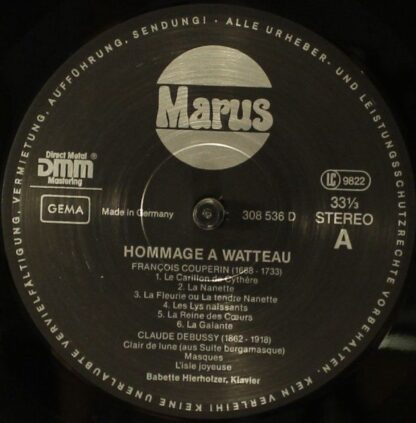 ALLE URHEBER- UND LEISTUNGSSCHUTZRECHTE VORBEHALTEN. KEIN VERLEIH! KEINE UNERLAUBTE VERVIELFÄLTIGUNG, VERMIETUNG, AUFFÜHRUNG, SENDUNG! •
Marus
Direct Metal ®
DMM
Mastering
LC 9822
GEMA
Made in Germany
308 536 D
33⅓
STEREO
A
HOMMAGE A WATTEAU
FRANÇOIS COUPERIN (1668 - 1733)
1. Le Carillon de Cythère
2. La Nanette
3. La Fleurie ou La tendre Nanette
4. Les Lys naissants
5. La Reine des Cœurs
6. La Galante
CLAUDE DEBUSSY (1862 - 1918)
Clair de lune (aus Suite bergamasque)
Masques
L'isle joyeuse
Babette Hierholzer, Klavier